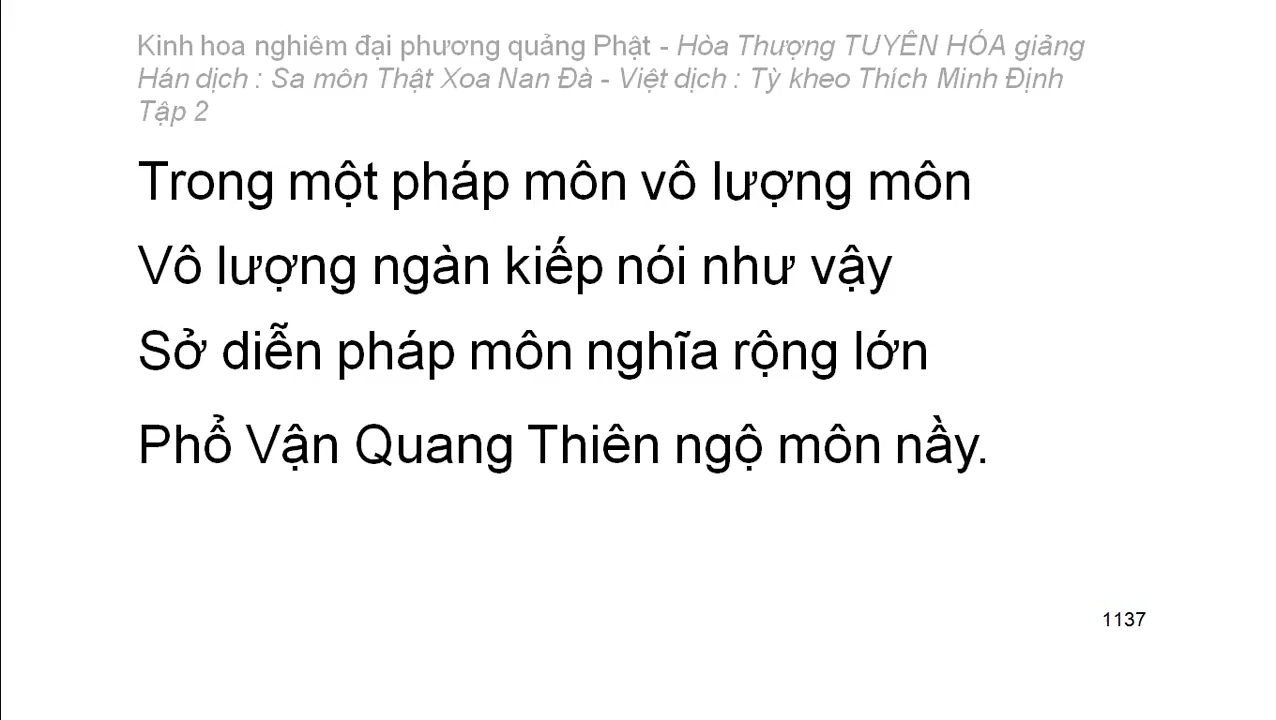 Kinh hoa nghiêm đại phương quảng Phật - Hòa Thượng TUYÊN HÓA giảng
Hán dịch : Sa môn Thật Xoa Nan Đà - Việt dịch : Tỳ kheo Thích Minh Định
Tập 2
Trong một pháp môn vô lượng môn
Vô lượng ngàn kiếp nói như vậy
Sở diễn pháp môn nghĩa rộng lớn
Phổ Vận Quang Thiên ngộ môn nầy.
1137